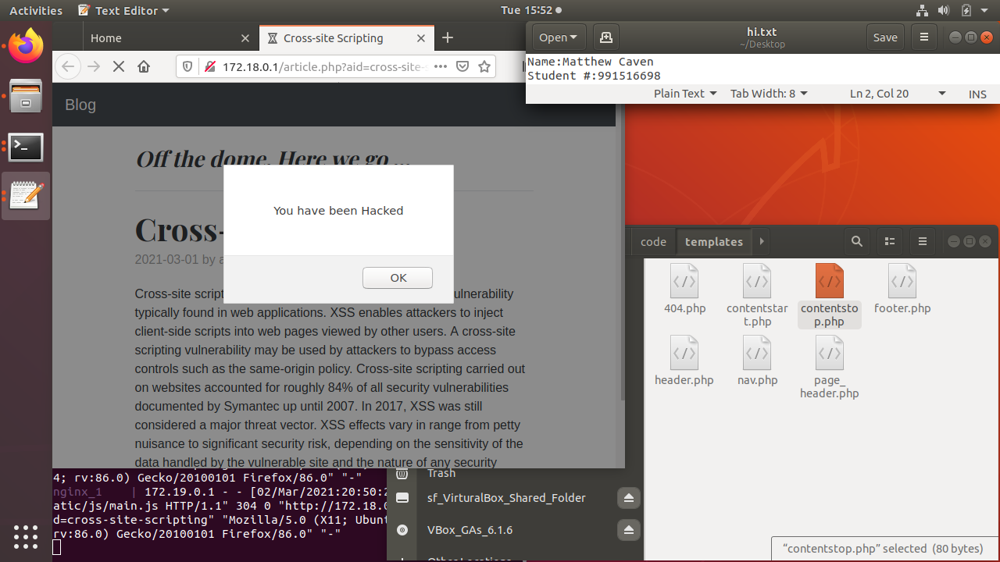 Activities
Text Editor
Tue 15:52
Home
Cross-site Scripting
172.18.0.1/article.php?aid=cross-site-
Open
hi.txt
~/Desktop
Save
Name:Matthew Caven
Student #:991516698
Plain Text
Tab Width: 8
Ln 2, Col 20
INS
Blog
Off the dome. Here we go ...
Cross-
2021-03-01 by
You have been Hacked
OK
Cross-site script
ulnerability
typically found in web applications. XSS enables attackers to inject
client-side scripts into web pages viewed by other users. A cross-site
scripting vulnerability may be used by attackers to bypass access
controls such as the same-origin policy. Cross-site scripting carried out
on websites accounted for roughly 84% of all security vulnerabilities
documented by Symantec up until 2007. In 2017, XSS was still
considered a major threat vector. XSS effects vary in range from petty
nuisance to significant security risk, depending on the sensitivity of the
data handled by the vulnerable site and the nature of any security
code
templates
404.php
contentstar
t.php
contentsto
p.php
footer.php
header.php
nav.php
page_
header.php
4; rv:86.0) Gecko/20100101 Firefox/86.0" "-"
nginx_1 | 172.19.0.1 - - [02/Mar/2021:20:50:
atic/js/main.js HTTP/1.1" 304 0 "http://172.18.
d=cross-site-scripting" "Mozilla/5.0 (X11; Ubun
rv:86.0) Gecko/20100101 Firefox/86.0" "-"
Trash
sf_VirturalBox_Shared_Folder
VBox_GAs_6.1.6
Other Locations
“contentstop.php” selected (80 bytes)